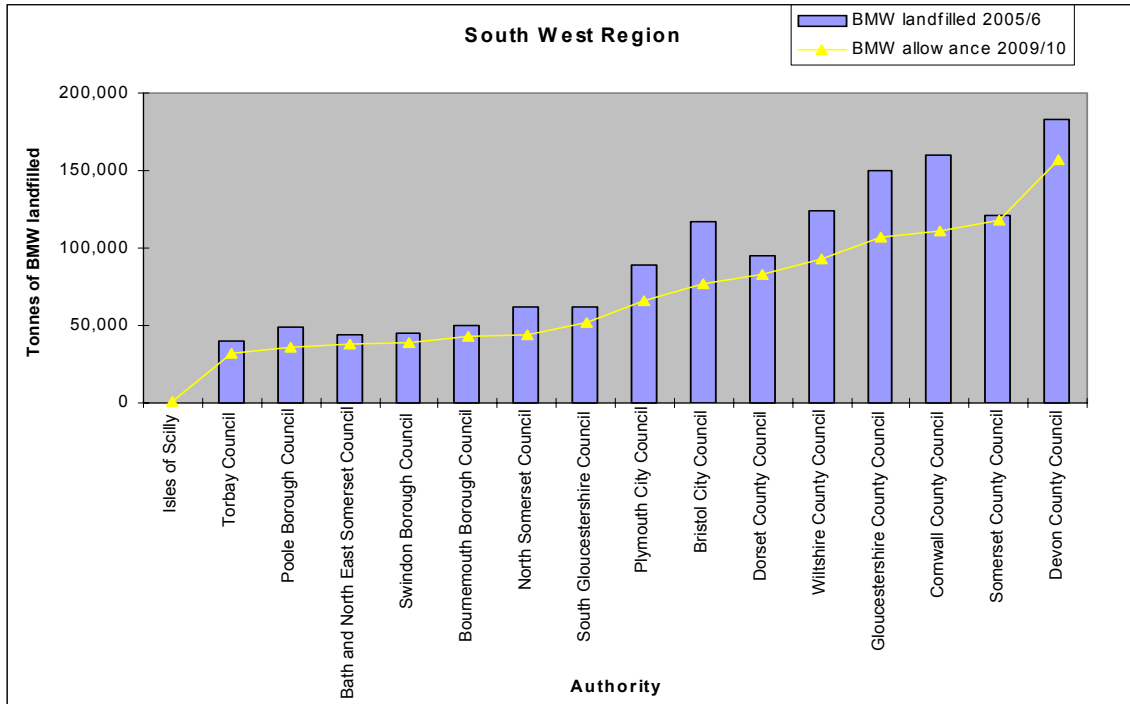 South West Region
BMW landfilled 2005/6
BMW allow ance 2009/10
Tonnes of BMW landfilled
200,000
150,000
100,000
50,000
0
Isles of Scilly
Torbay Council
Poole Borough Council
Bath and North East Somerset Council
Swindon Borough Council
Bournemouth Borough Council
North Somerset Council
South Gloucestershire Council
Plymouth City Council
Bristol City Council
Dorset County Council
Wiltshire County Council
Gloucestershire County Council
Cornwall County Council
Somerset County Council
Devon County Council
Authority